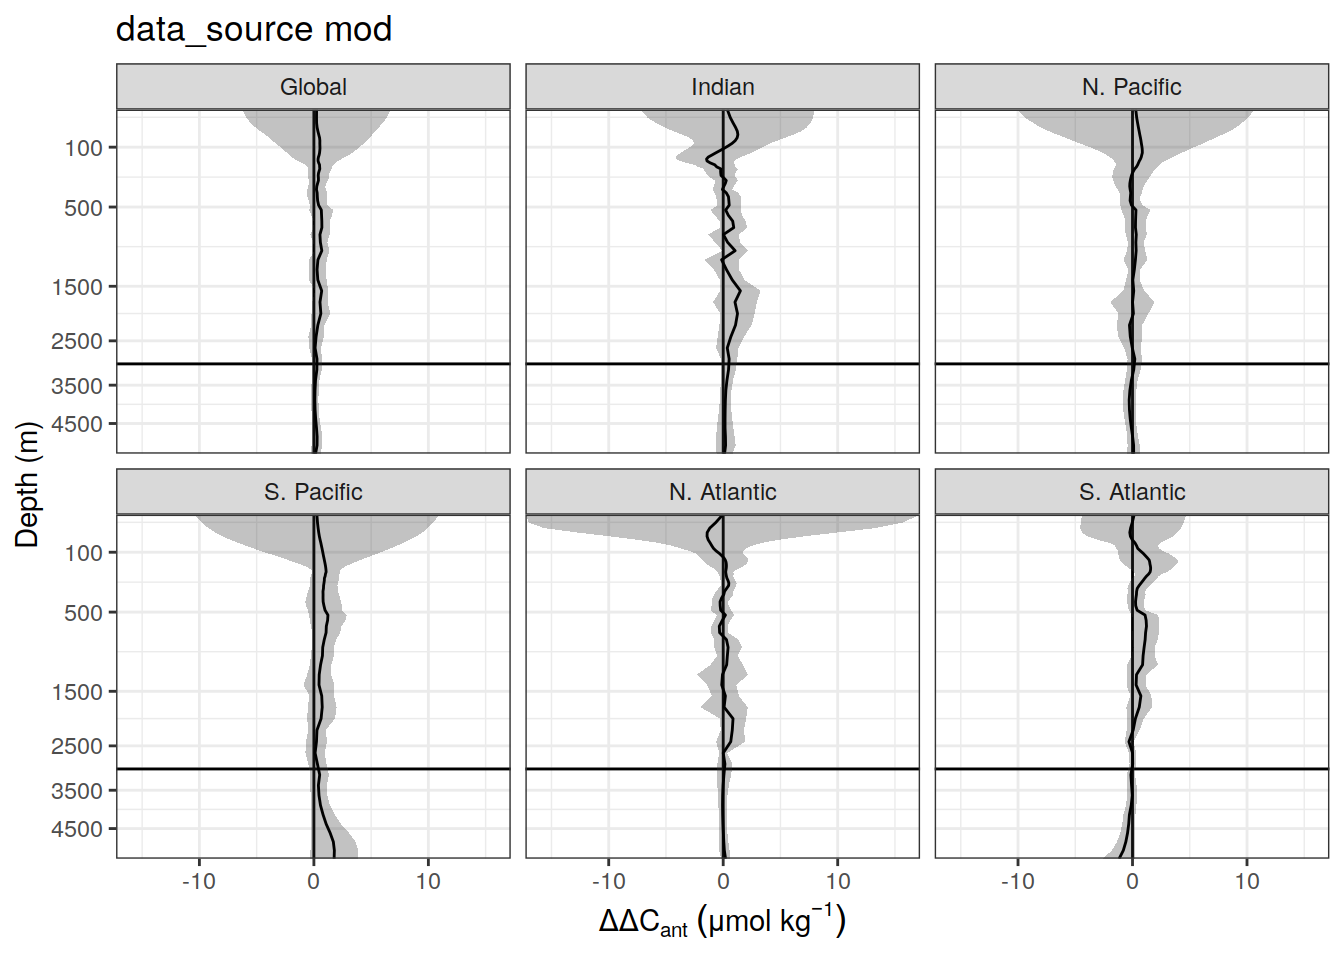 data_source mod
Global
Indian
N. Pacific
100
500
1500
2500
3500
4500
S. Pacific
N. Atlantic
S. Atlantic
100
500
1500
2500
3500
4500
-10 0 10
-10 0 10
-10 0 10
Depth (m)
ΔΔC_ant (μmol kg⁻¹)